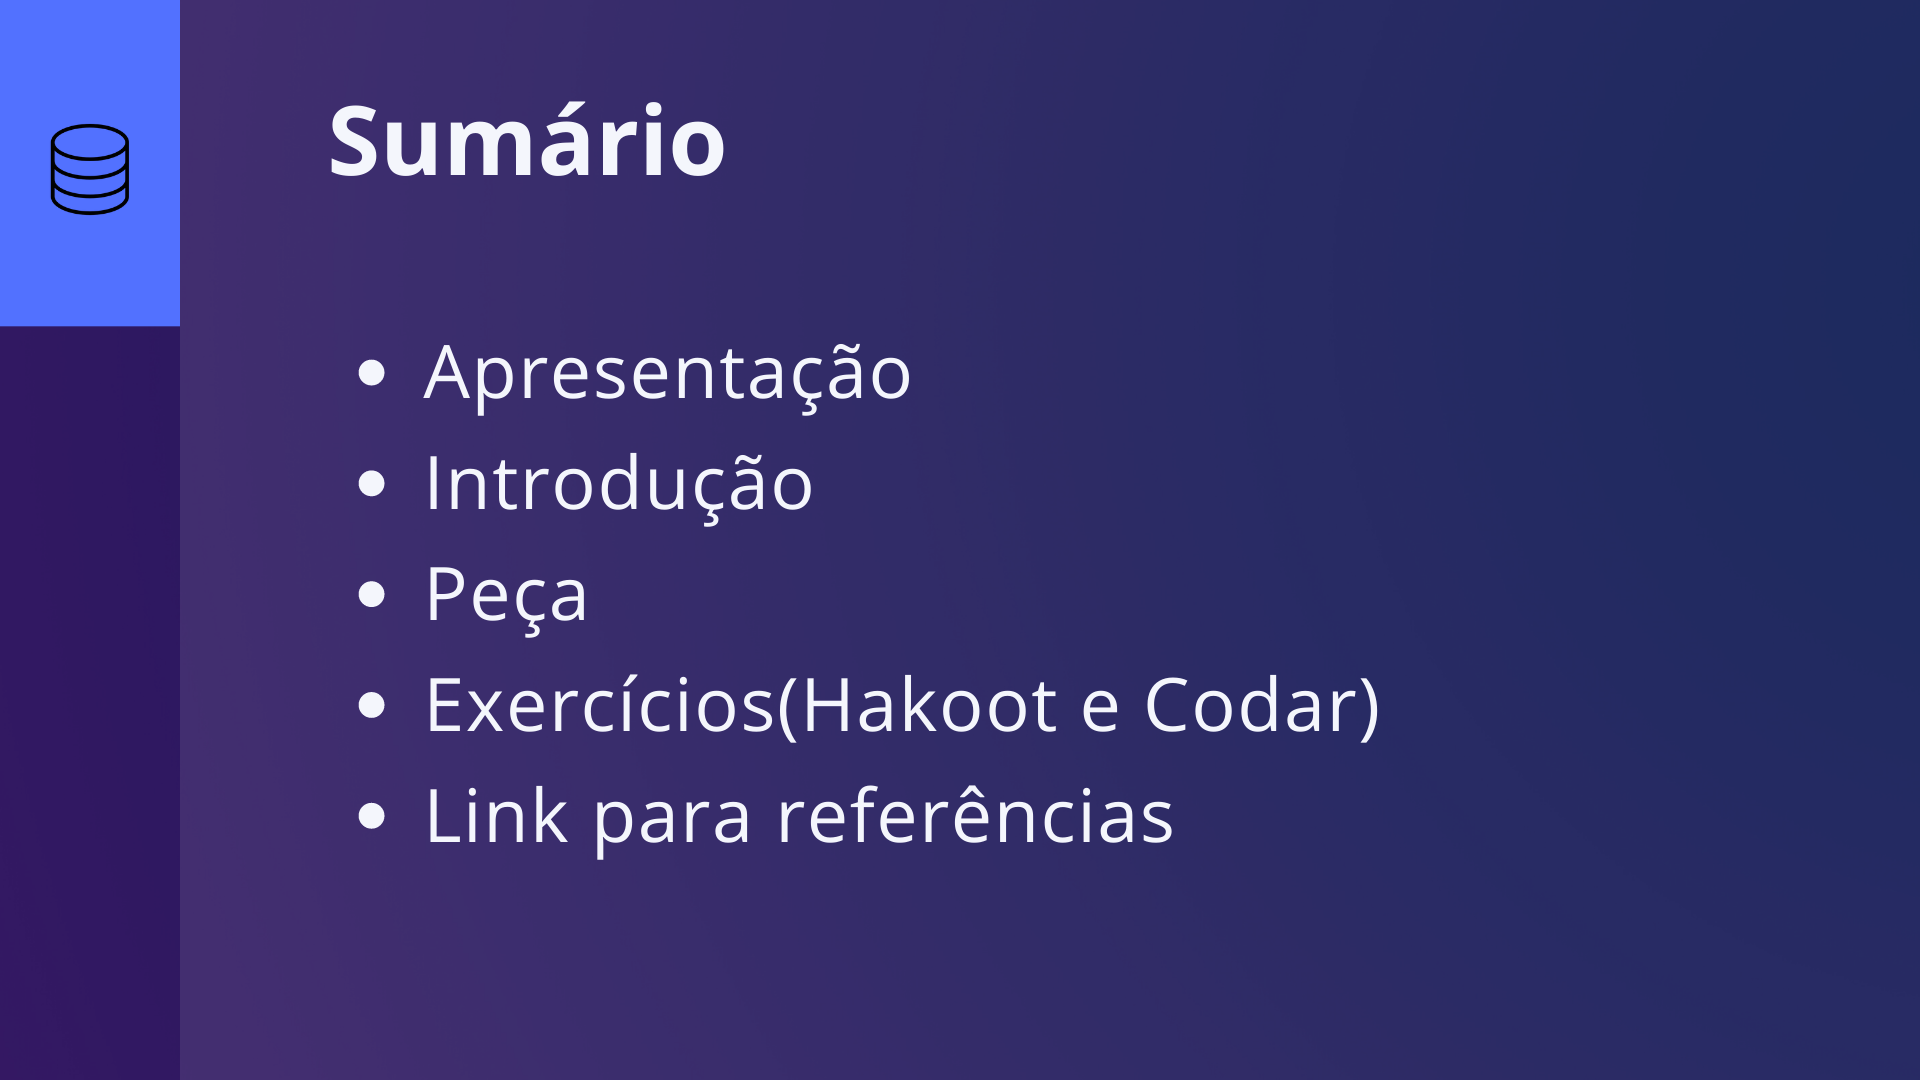 Sumário
• Apresentação
• Introdução
• Peça
• Exercícios(Hakoot e Codar)
• Link para referências